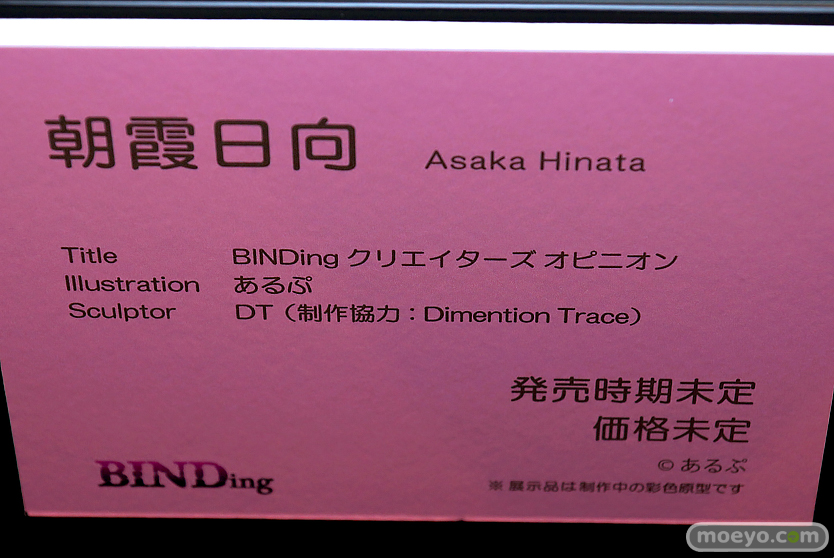 朝霞日向 Asaka Hinata
Title BINDing クリエイターズ オピニオン
Illustration あるぷ
Sculptor DT（制作協力：Dimention Trace）
発売時期未定
価格未定
© あるぷ
BINDing
※ 展示品は制作中の彩色原型です
moeyo.com